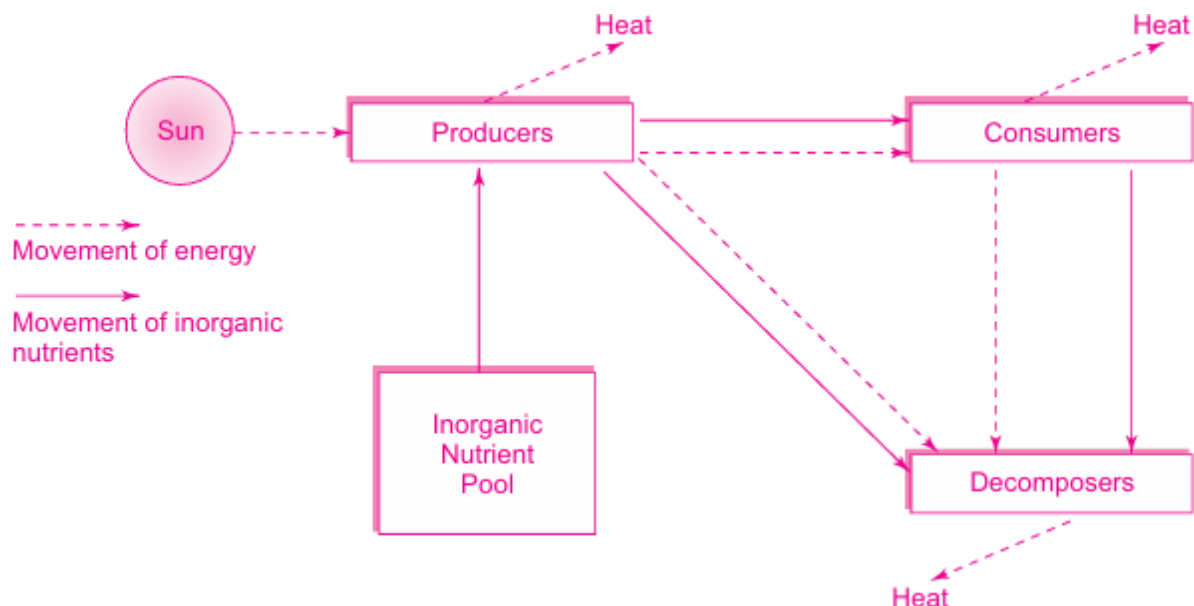 Heat
Heat
Sun
Producers
Consumers
Movement of energy
Movement of inorganic
nutrients
Inorganic
Nutrient
Pool
Decomposers
Heat